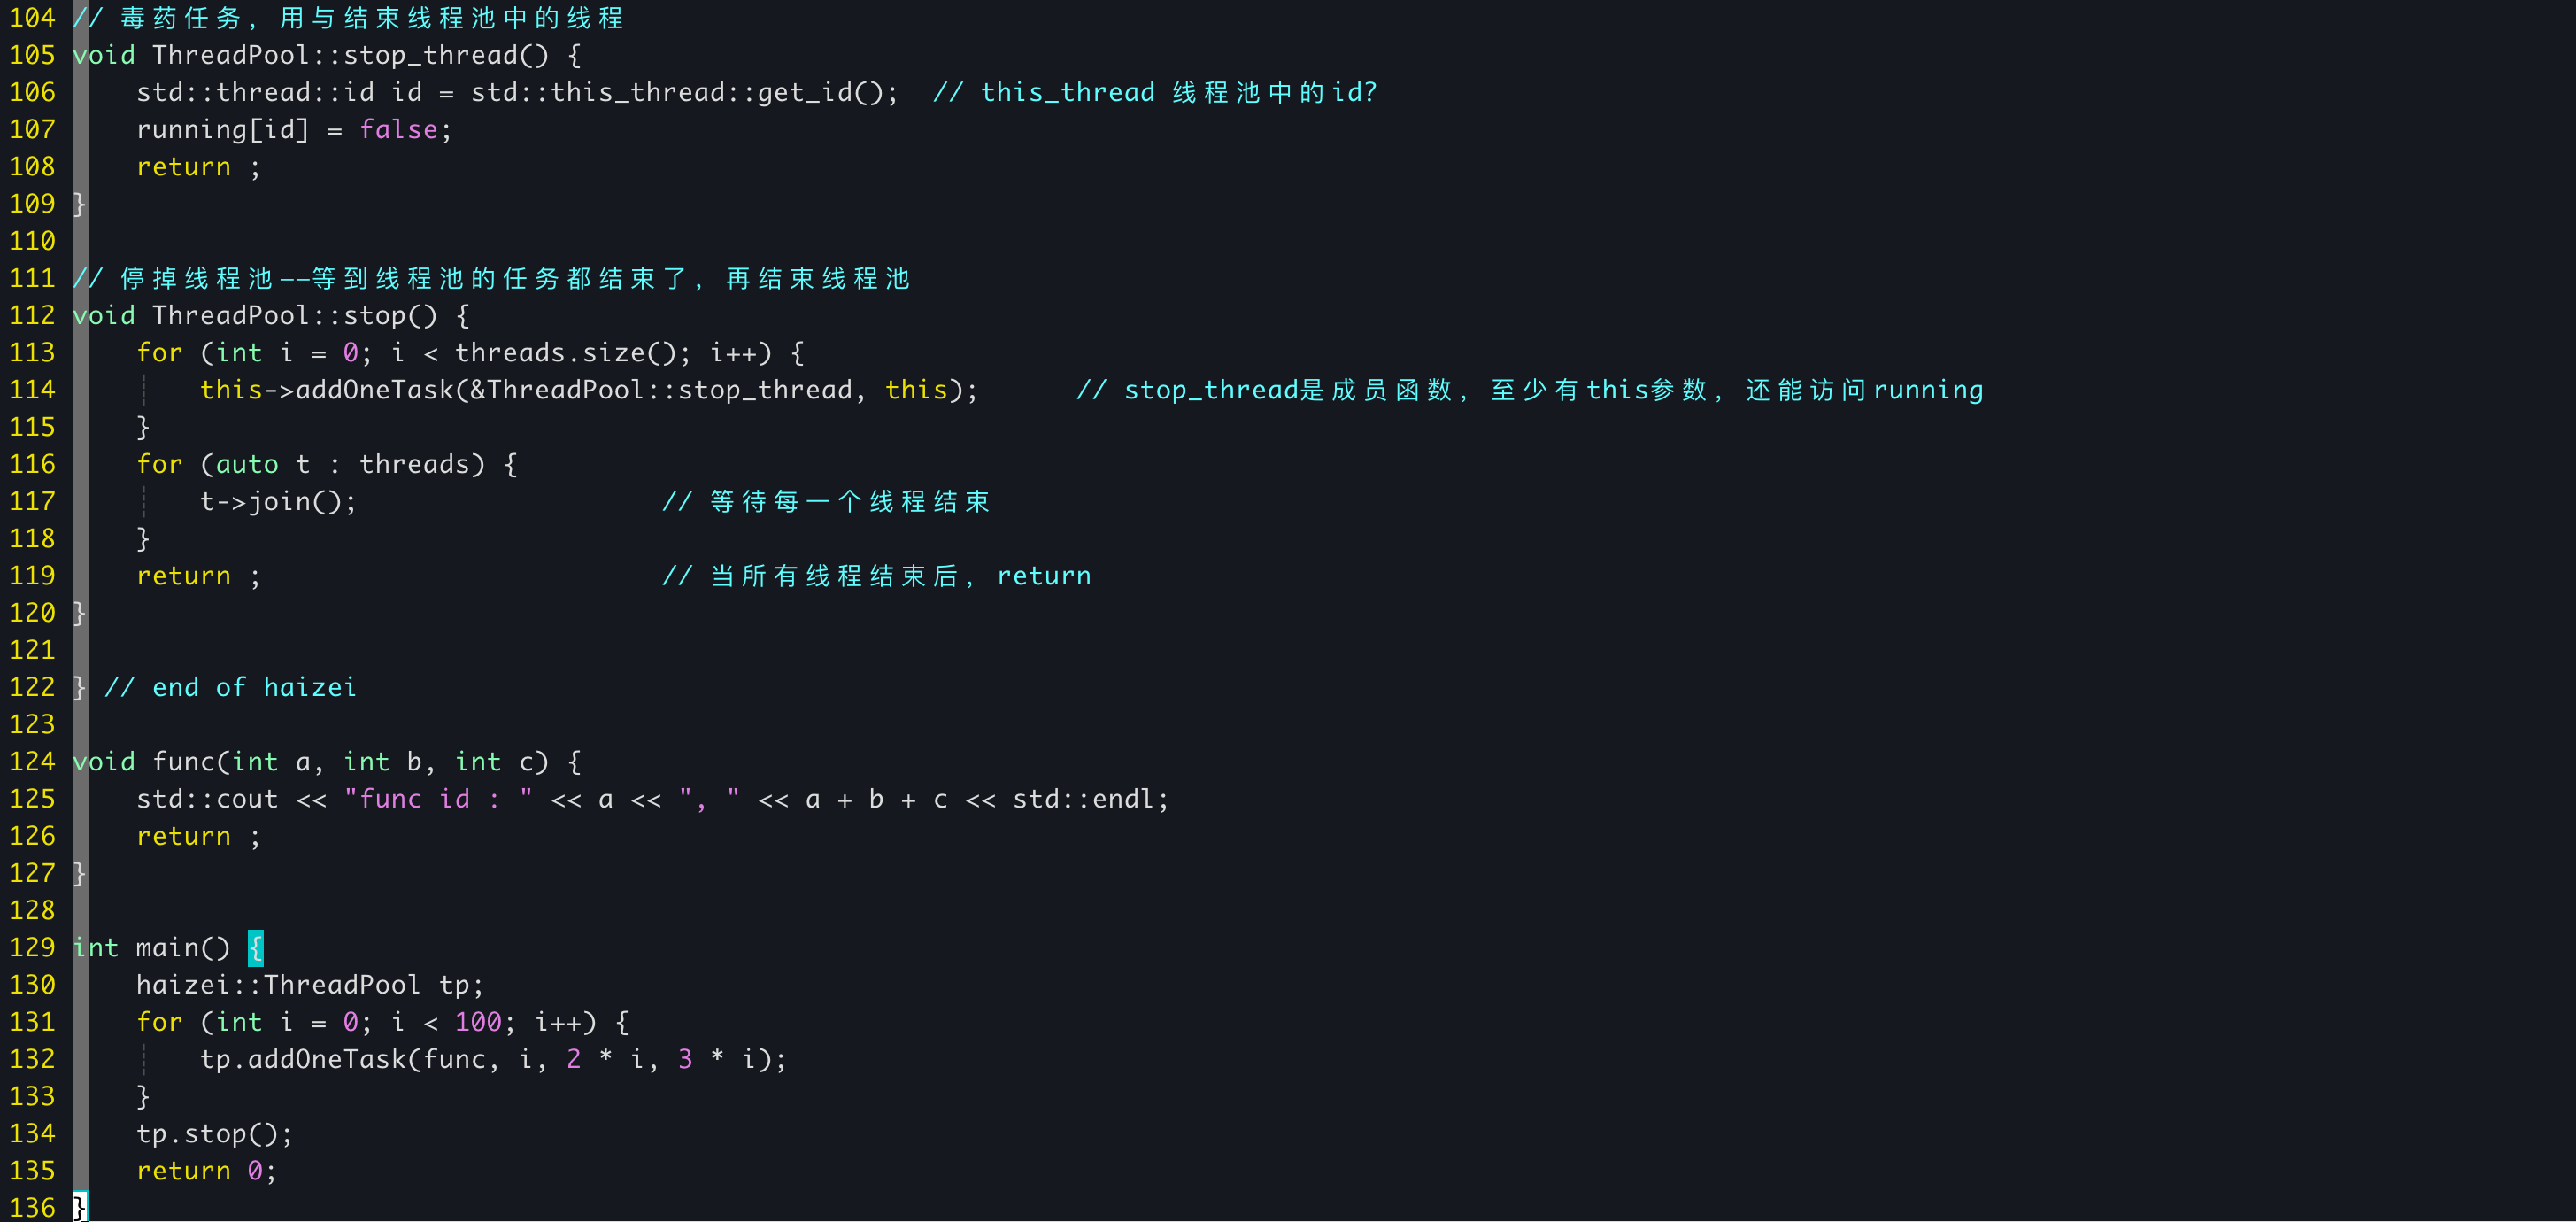 104 // 毒药任务, 用与结束线程池中的线程
105 void ThreadPool::stop_thread() {
106     std::thread::id id = std::this_thread::get_id();  // this_thread 线程池中的id?
107     running[id] = false;
108     return ;
109 }
110
111 // 停掉线程池——等到线程池的任务都结束了, 再结束线程池
112 void ThreadPool::stop() {
113     for (int i = 0; i < threads.size(); i++) {
114     ¦   this->addOneTask(&ThreadPool::stop_thread, this);      // stop_thread是成员函数, 至少有this参数, 还能访问running
115     }
116     for (auto t : threads) {
117     ¦   t->join();                   // 等待每一个线程结束
118     }
119     return ;                         // 当所有线程结束后, return
120 }
121
122 } // end of haizei
123
124 void func(int a, int b, int c) {
125     std::cout << "func id : " << a << ", " << a + b + c << std::endl;
126     return ;
127 }
128
129 int main() {
130     haizei::ThreadPool tp;
131     for (int i = 0; i < 100; i++) {
132     ¦   tp.addOneTask(func, i, 2 * i, 3 * i);
133     }
134     tp.stop();
135     return 0;
136 }